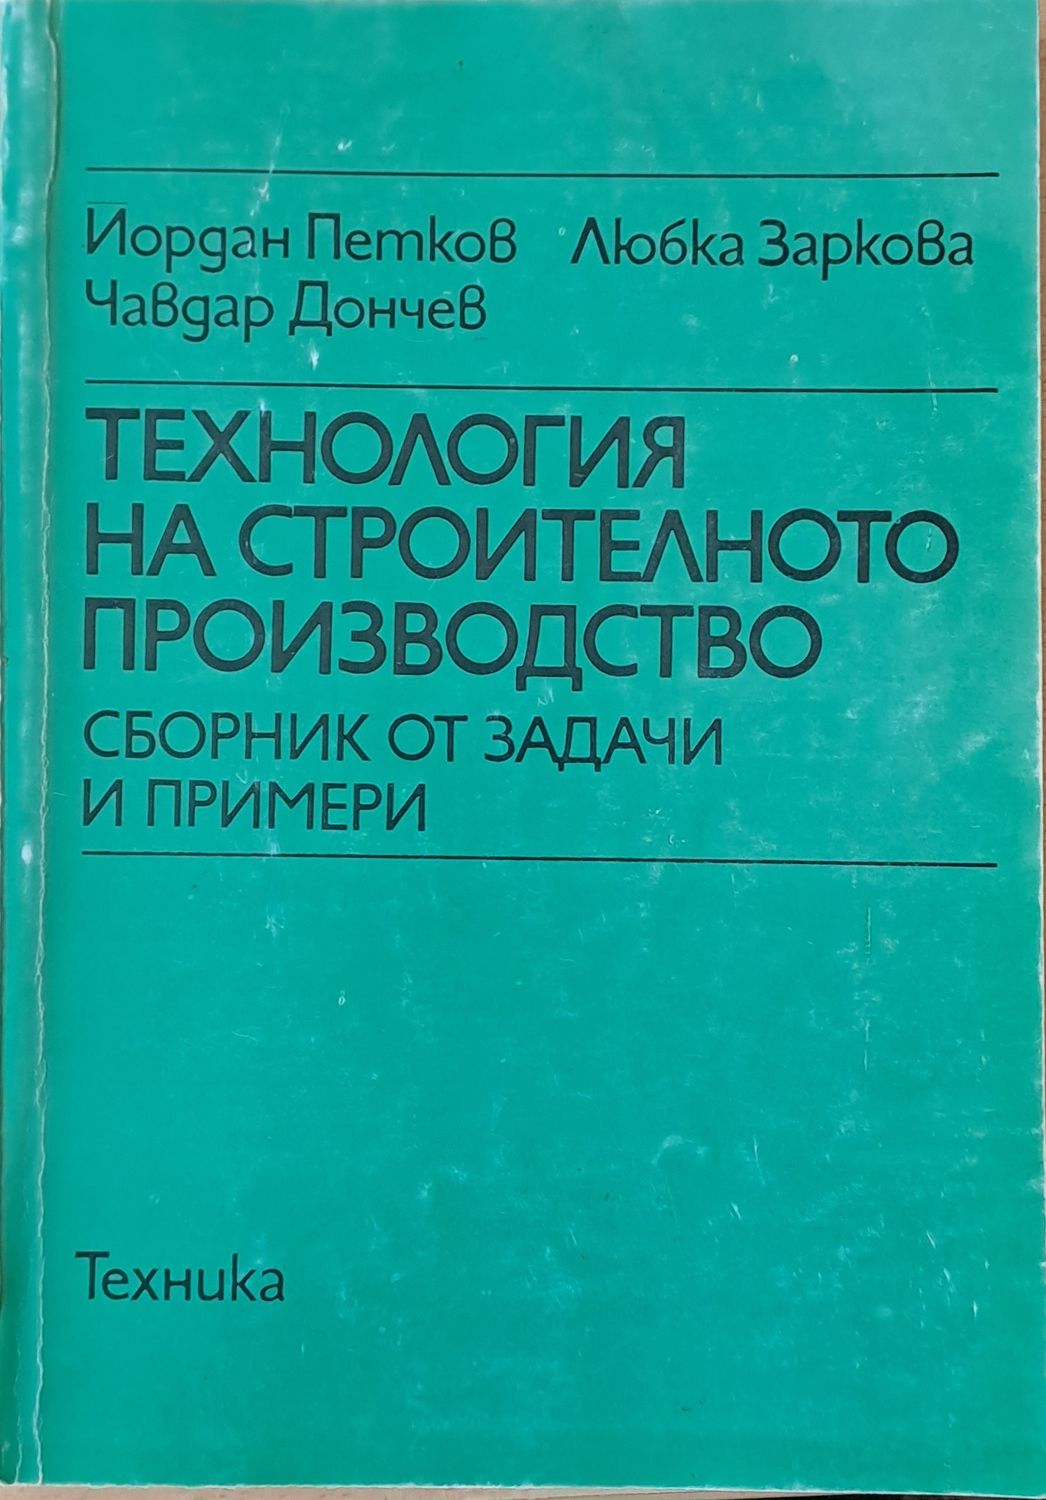 Йордан Петков Любка Заркова
Чавдар Дончев
ТЕХНОЛОГИЯ
НА СТРОИТЕЛНОТО
ПРОИЗВОДСТВО
СБОРНИК ОТ ЗАДАЧИ
И ПРИМЕРИ
Техника